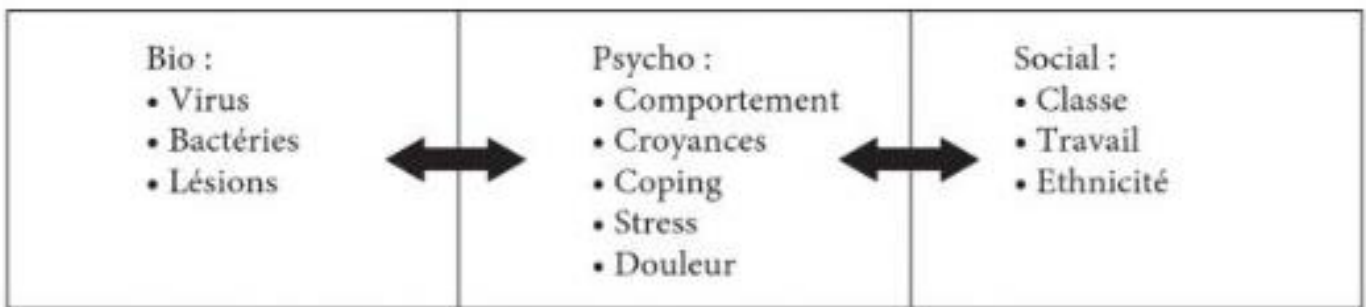 Bio :
• Virus
• Bactéries
• Lésions
Psycho :
• Comportement
• Croyances
• Coping
• Stress
• Douleur
Social :
• Classe
• Travail
• Ethnicité